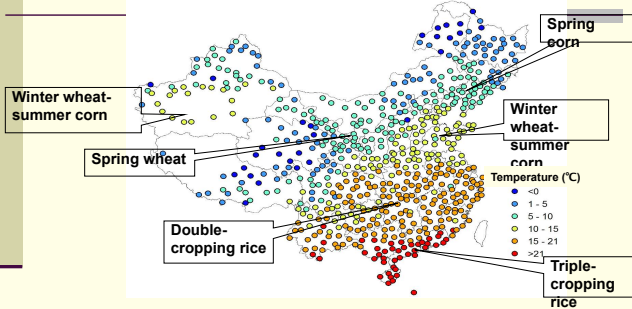 Spring
corn
Winter wheat-
summer corn
Winter
wheat-
summer
corn
Spring wheat
Temperature (℃)
<0
1 - 5
5 - 10
10 - 15
15 - 21
>21
Double-
cropping rice
Triple-
cropping
rice